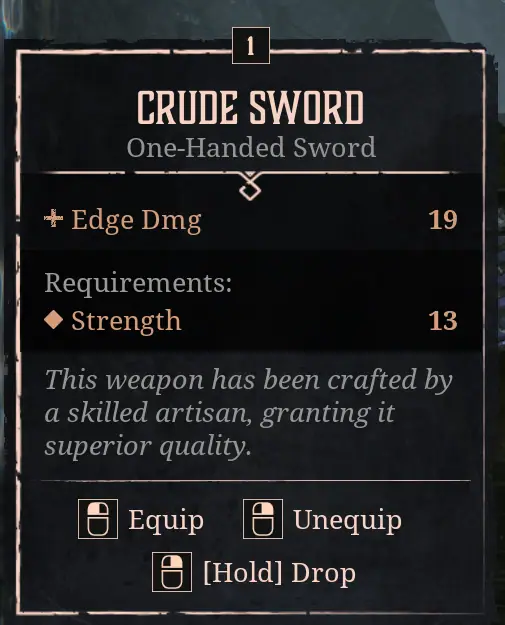 1
CRUDE SWORD
One-Handed Sword
Edge Dmg 19
Requirements:
Strength 13
This weapon has been crafted by
a skilled artisan, granting it
superior quality.
Equip Unequip
[Hold] Drop